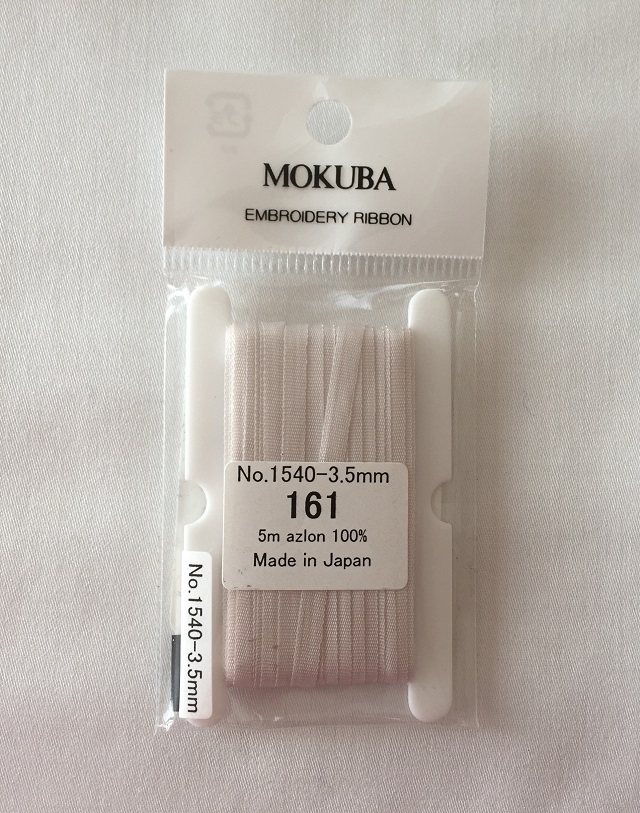 MOKUBA
EMBROIDERY RIBBON
No.1540-3.5mm
161
5m azlon 100%
Made in Japan
No.1540-3.5mm